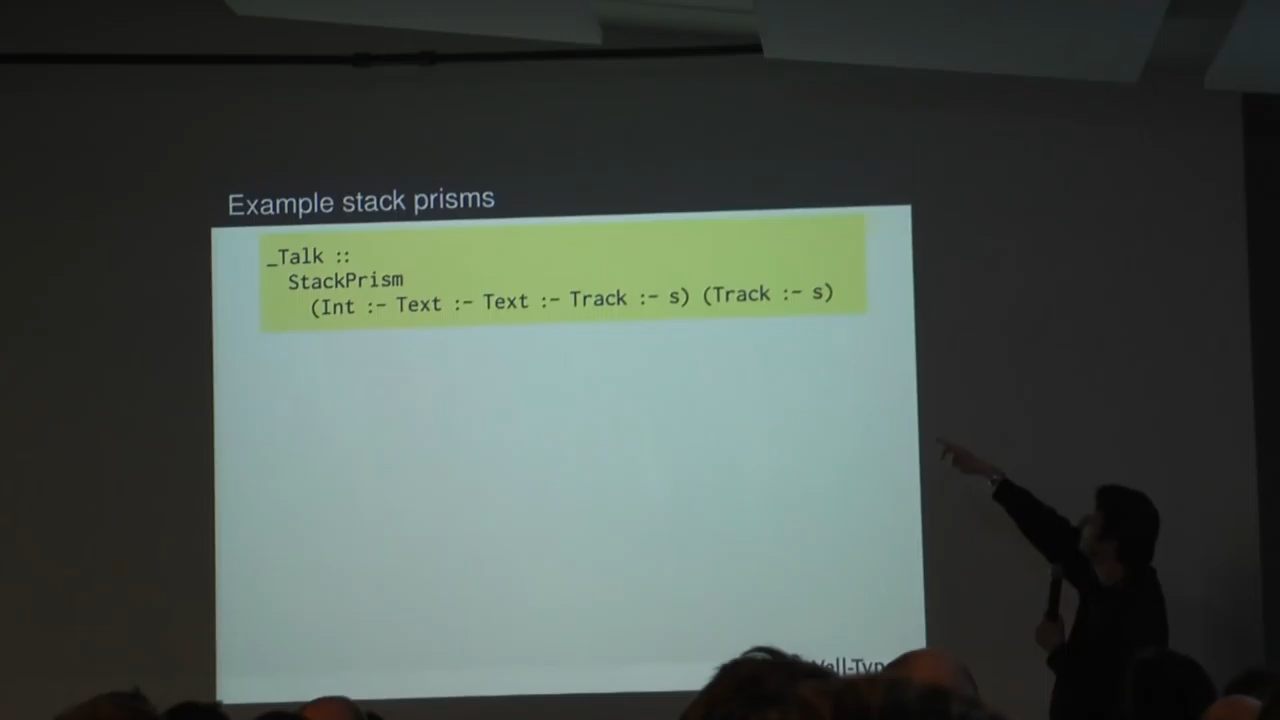 Example stack prisms
_Talk ::
StackPrism
(Int :- Text :- Text :- Track :- s) (Track :- s)